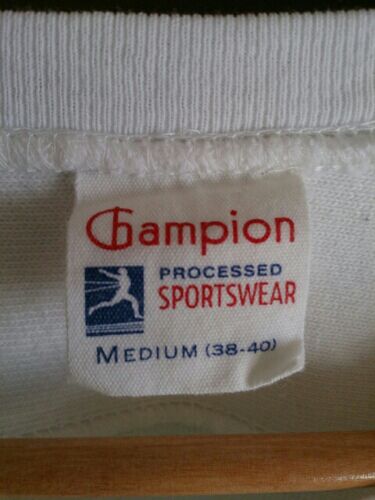 Champion
PROCESSED
SPORTSWEAR
MEDIUM (38-40)